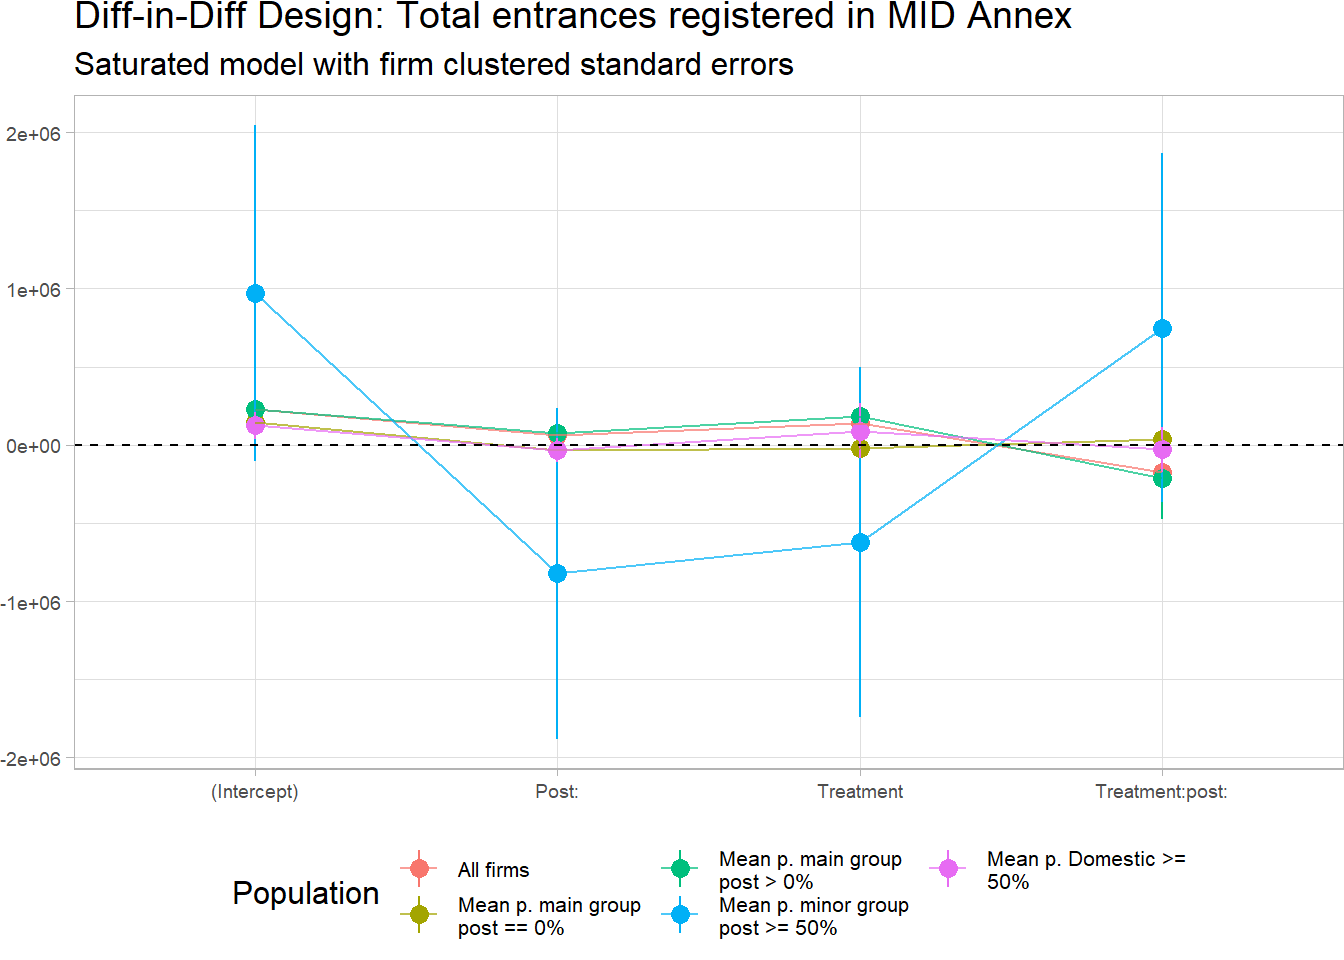 Diff-in-Diff Design: Total entrances registered in MID Annex
Saturated model with firm clustered standard errors
2e+06
1e+06
0e+00
-1e+06
-2e+06
(Intercept)
Post:
Treatment
Treatment:post:
Population
All firms
Mean p. main group
post == 0%
Mean p. main group
post > 0%
Mean p. minor group
post >= 50%
Mean p. Domestic >=
50%